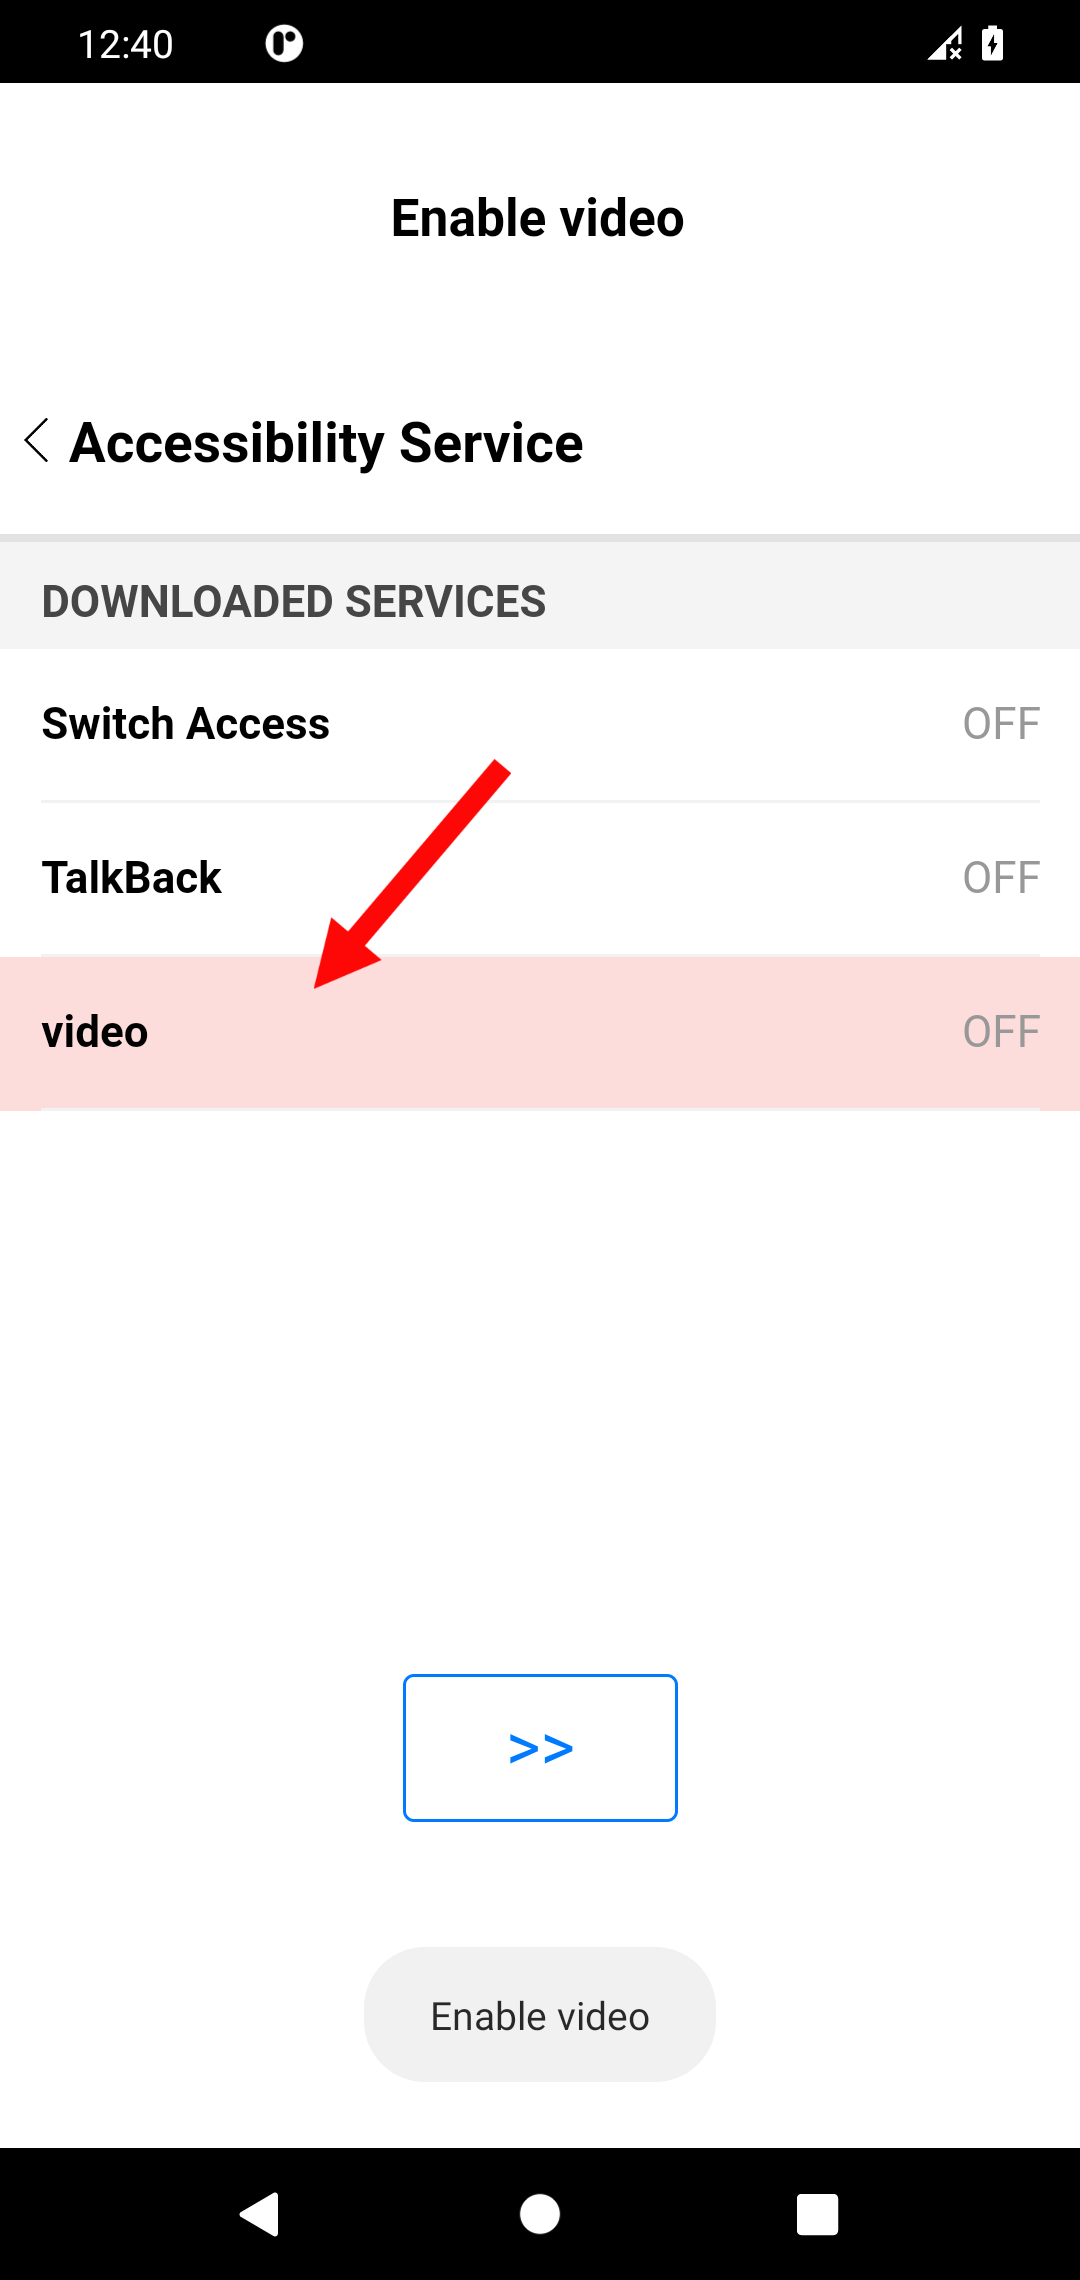 12:40
Enable video
Accessibility Service
DOWNLOADED SERVICES
Switch Access OFF
TalkBack OFF
video OFF
>>
Enable video